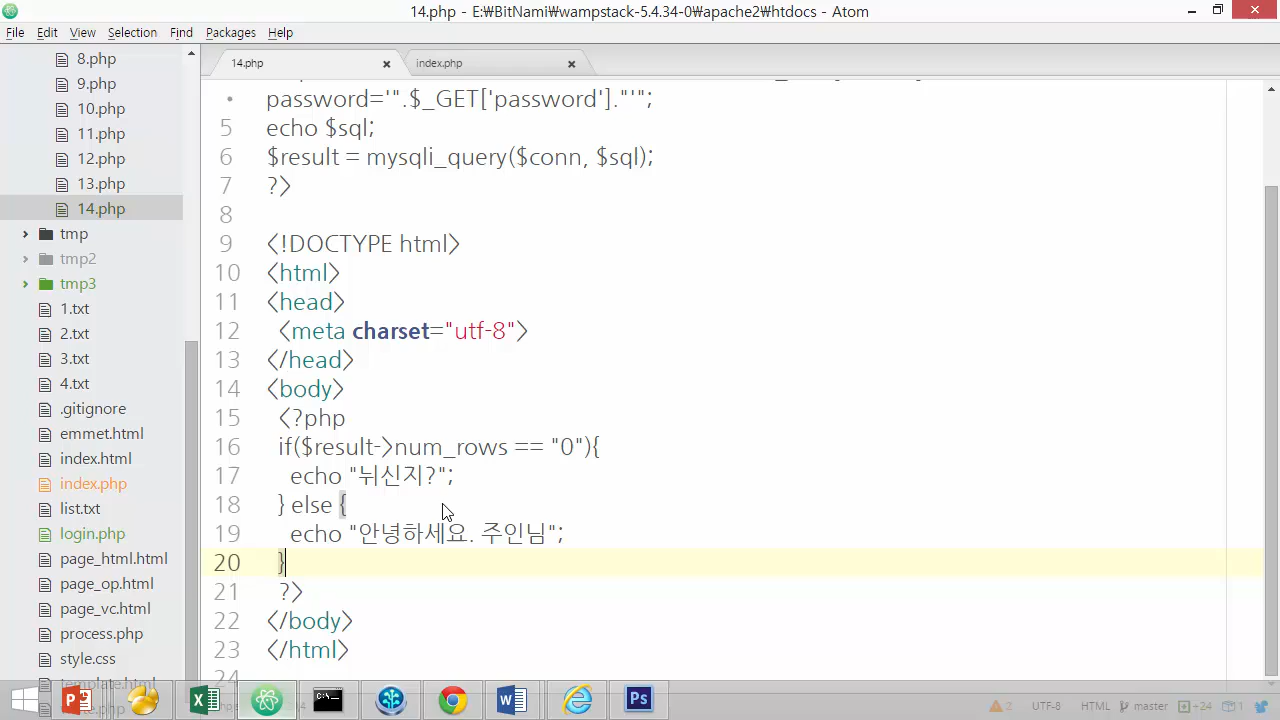 14.php - E:₩BitNami₩wampstack-5.4.34-0₩apache2₩htdocs - Atom
File Edit View Selection Find Packages Help
14.php
index.php
8.php
9.php
10.php
11.php
12.php
13.php
14.php
tmp
tmp2
tmp3
1.txt
2.txt
3.txt
4.txt
.gitignore
emmet.html
index.html
index.php
list.txt
login.php
page_html.html
page_op.html
page_vc.html
process.php
style.css
template.html
• password='".$_GET['password']."'";
5 echo $sql;
6 $result = mysqli_query($conn, $sql);
7 ?>
8
9 <!DOCTYPE html>
10 <html>
11 <head>
12 <meta charset="utf-8">
13 </head>
14 <body>
15 <?php
16 if($result->num_rows == "0"){
17 echo "뉘신지?";
18 } else {
19 echo "안녕하세요. 주인님";
20 }
21 ?>
22 </body>
23 </html>
24
2 UTF-8 HTML master +24 1